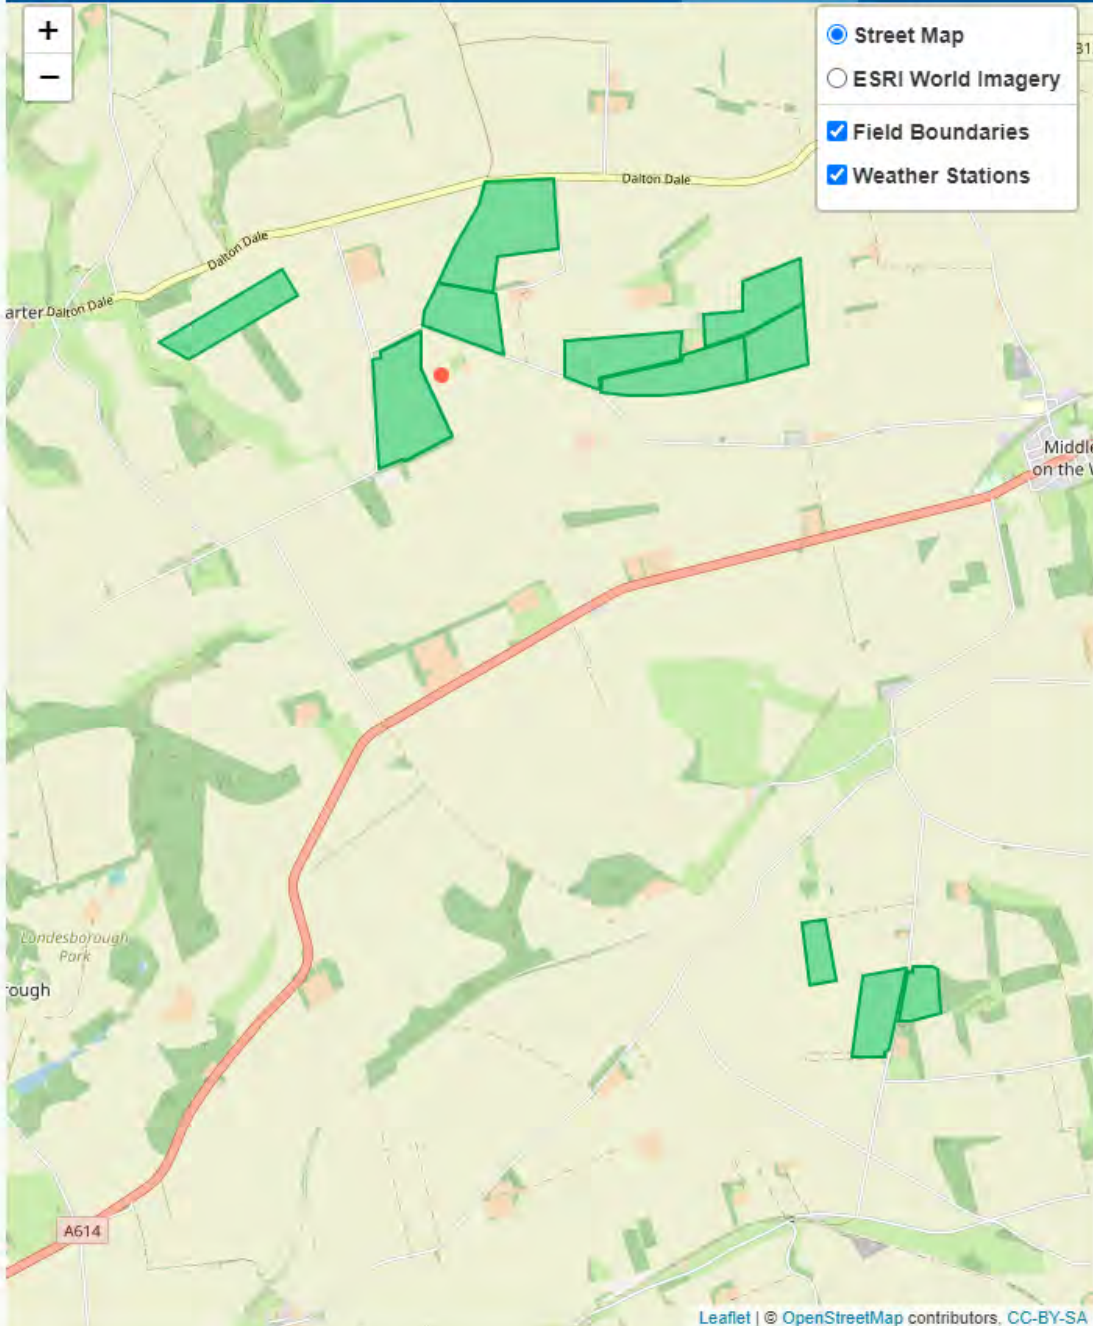 +
−
Street Map
ESRI World Imagery
Field Boundaries
Weather Stations
Dalton Dale
Dalton Dale
arter
Dalton Dale
Middle
on the W
Londesborough
Park
rough
A614
Leaflet | © OpenStreetMap contributors, CC-BY-SA